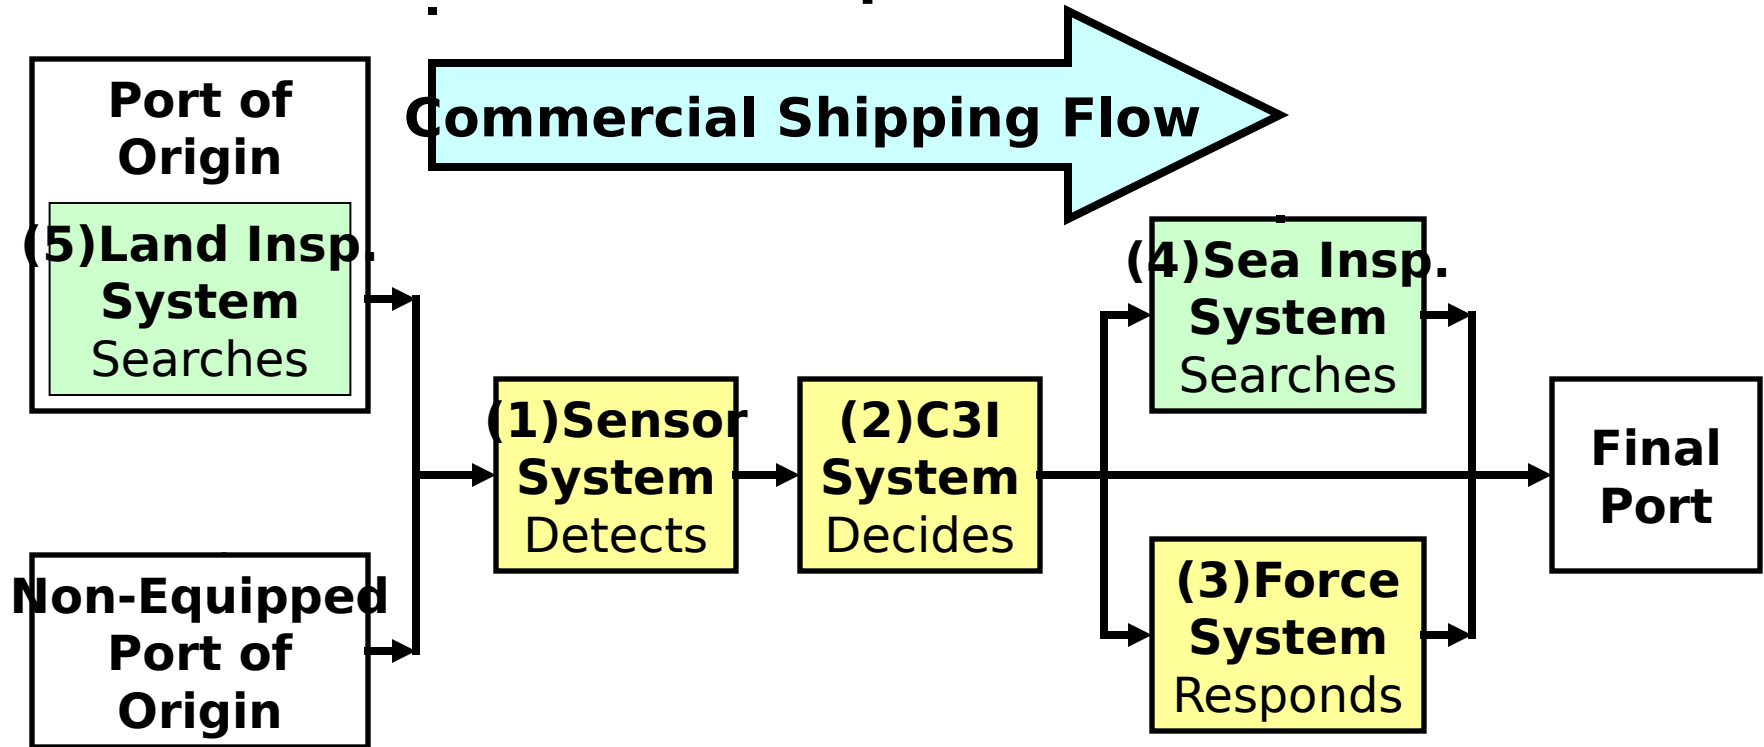 Commercial Shipping Flow
Port of
Origin
(5)Land Insp.
System
Searches
Non-Equipped
Port of
Origin
(1)Sensor
System
Detects
(2)C3I
System
Decides
(4)Sea Insp.
System
Searches
(3)Force
System
Responds
Final
Port